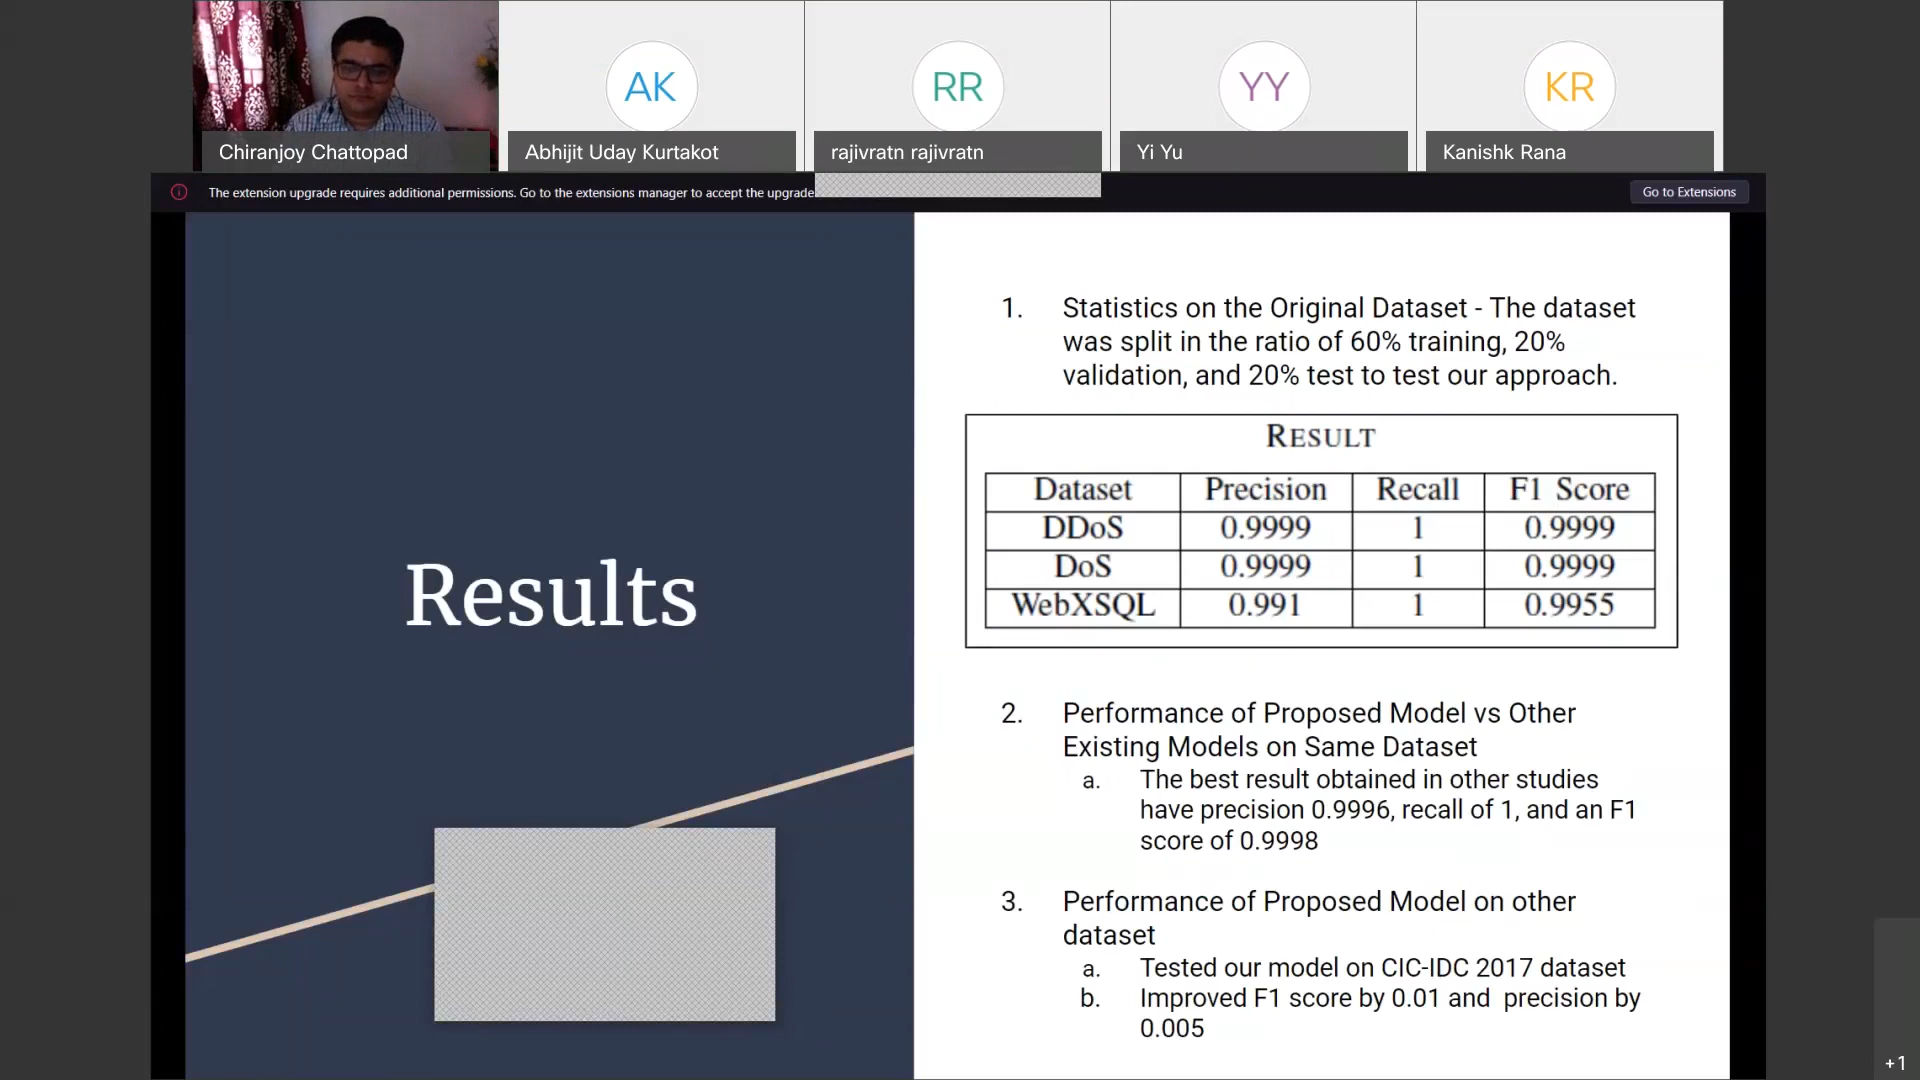 AK
RR
YY
KR
Chiranjoy Chattopad
Abhijit Uday Kurtakot
rajivratn rajivratn
Yi Yu
Kanishk Rana
The extension upgrade requires additional permissions. Go to the extensions manager to accept the upgrade
Go to Extensions
Results
1. Statistics on the Original Dataset - The dataset
was split in the ratio of 60% training, 20%
validation, and 20% test to test our approach.
RESULT
Dataset Precision Recall F1 Score
DDoS 0.9999 1 0.9999
DoS 0.9999 1 0.9999
WebXSQL 0.991 1 0.9955
2. Performance of Proposed Model vs Other
Existing Models on Same Dataset
a. The best result obtained in other studies
have precision 0.9996, recall of 1, and an F1
score of 0.9998
3. Performance of Proposed Model on other
dataset
a. Tested our model on CIC-IDC 2017 dataset
b. Improved F1 score by 0.01 and precision by
0.005
+1